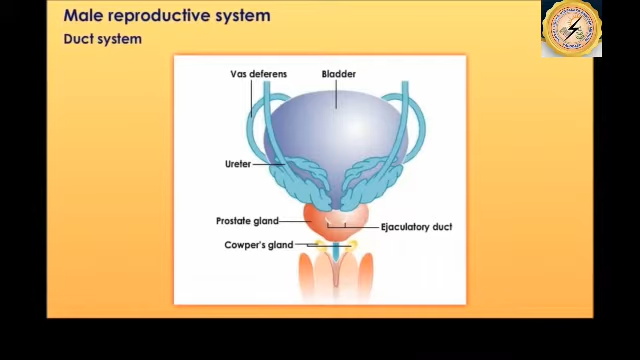 Male reproductive system
Duct system
Vas deferens
Bladder
Ureter
Prostate gland
Ejaculatory duct
Cowper's gland